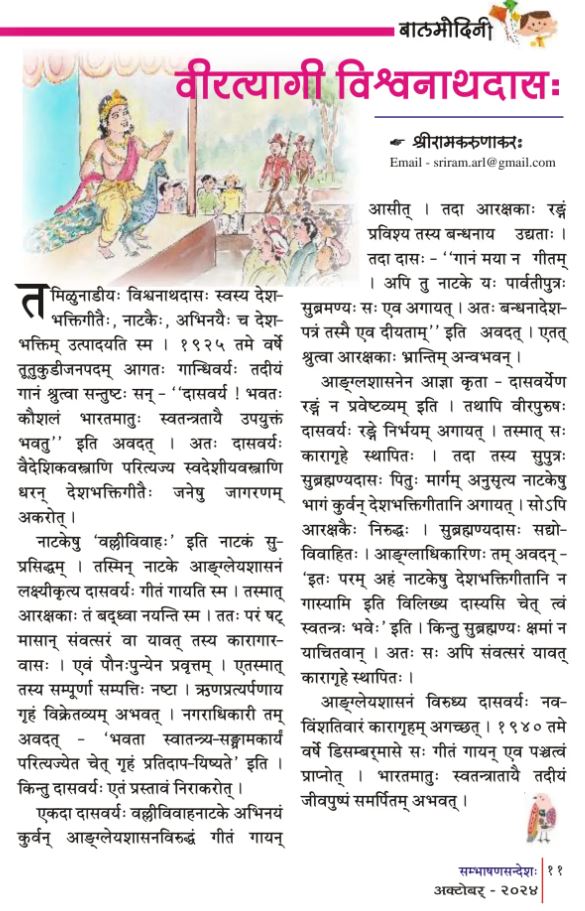 बालमोदिनी
वीरत्यागी विश्वनाथदासः
☛ श्रीरामकरुणाकरः
Email - sriram.arl@gmail.com
तमिळुनाडीयः विश्वनाथदासः स्वस्य देश-
भक्तिगीतैः, नाटकैः, अभिनयैः च देश-
भक्तिम् उत्पादयति स्म । १९२५ तमे वर्षे
तूतुकुडीजनपदम् आगतः गान्धिवर्यः तदीयं
गानं श्रुत्वा सन्तुष्टः सन् - ‘‘दासवर्य ! भवतः
कौशलं भारतमातुः स्वतन्त्रतायै उपयुक्तं
भवतु’’ इति अवदत् । अतः दासवर्यः
वैदेशिकवस्त्राणि परित्यज्य स्वदेशीयवस्त्राणि
धरन् देशभक्तिगीतैः जनेषु जागरणम्
अकरोत् ।
नाटकेषु ‘वल्लीविवाहः’ इति नाटकं सु-
प्रसिद्धम् । तस्मिन् नाटके आङ्ग्लेयशासनं
लक्ष्यीकृत्य दासवर्यः गीतं गायति स्म । तस्मात्
आरक्षकाः तं बद्ध्वा नयन्ति स्म । ततः परं षट्
मासान् संवत्सरं वा यावत् तस्य कारागार-
वासः । एवं पौनःपुन्येन प्रवृत्तम् । एतस्मात्
तस्य सम्पूर्णा सम्पत्तिः नष्टा । ऋणप्रत्यर्पणाय
गृहं विक्रेतव्यम् अभवत् । नगराधिकारी तम्
अवदत् - ‘भवता स्वातन्त्र्य-सङ्ग्रामकार्यं
परित्यज्येत चेत् गृहं प्रतिदाप-यिष्यते’ इति ।
किन्तु दासवर्यः एतं प्रस्तावं निराकरोत् ।
एकदा दासवर्यः वल्लीविवाहनाटके अभिनयं
कुर्वन् आङ्ग्लेयशासनविरुद्धं गीतं गायन्
आसीत् । तदा आरक्षकाः रङ्गं
प्रविश्य तस्य बन्धनाय उद्यताः ।
तदा दासः - ‘‘गानं मया न गीतम्
। अपि तु नाटके यः पार्वतीपुत्रः
सुब्रमण्यः सः एव अगायत् । अतः बन्धनादेश-
पत्रं तस्मै एव दीयताम्’’ इति अवदत् । एतत्
श्रुत्वा आरक्षकाः भ्रान्तिम् अन्वभवन् ।
आङ्ग्लशासनेन आज्ञा कृता - दासवर्येण
रङ्गं न प्रवेष्टव्यम् इति । तथापि वीरपुरुषः
दासवर्यः रङ्गे निर्भयम् अगायत् । तस्मात् सः
कारागृहे स्थापितः । तदा तस्य सुपुत्रः
सुब्रह्मण्यदासः पितुः मार्गम् अनुसृत्य नाटकेषु
भागं कुर्वन् देशभक्तिगीतानि अगायत् । सोऽपि
आरक्षकैः निरुद्धः । सुब्रह्मण्यदासः सद्यो-
विवाहितः । आङ्ग्लाधिकारिणः तम् अवदन् -
‘इतः परम् अहं नाटकेषु देशभक्तिगीतानि न
गास्यामि इति विलिख्य दास्यसि चेत् त्वं
स्वतन्त्रः भवेः’ इति । किन्तु सुब्रह्मण्यः क्षमां न
याचितवान् । अतः सः अपि संवत्सरं यावत्
कारागृहे स्थापितः ।
आङ्ग्लेयशासनं विरुध्य दासवर्यः नव-
विंशतिवारं कारागृहम् अगच्छत् । १९४० तमे
वर्षे डिसम्बर्‌मासे सः गीतं गायन् एव पञ्चत्वं
प्राप्नोत् । भारतमातुः स्वतन्त्रतायै तदीयं
जीवपुष्पं समर्पितम् अभवत् ।
सम्भाषणसन्देशः ११
अक्टोबर् - २०२४